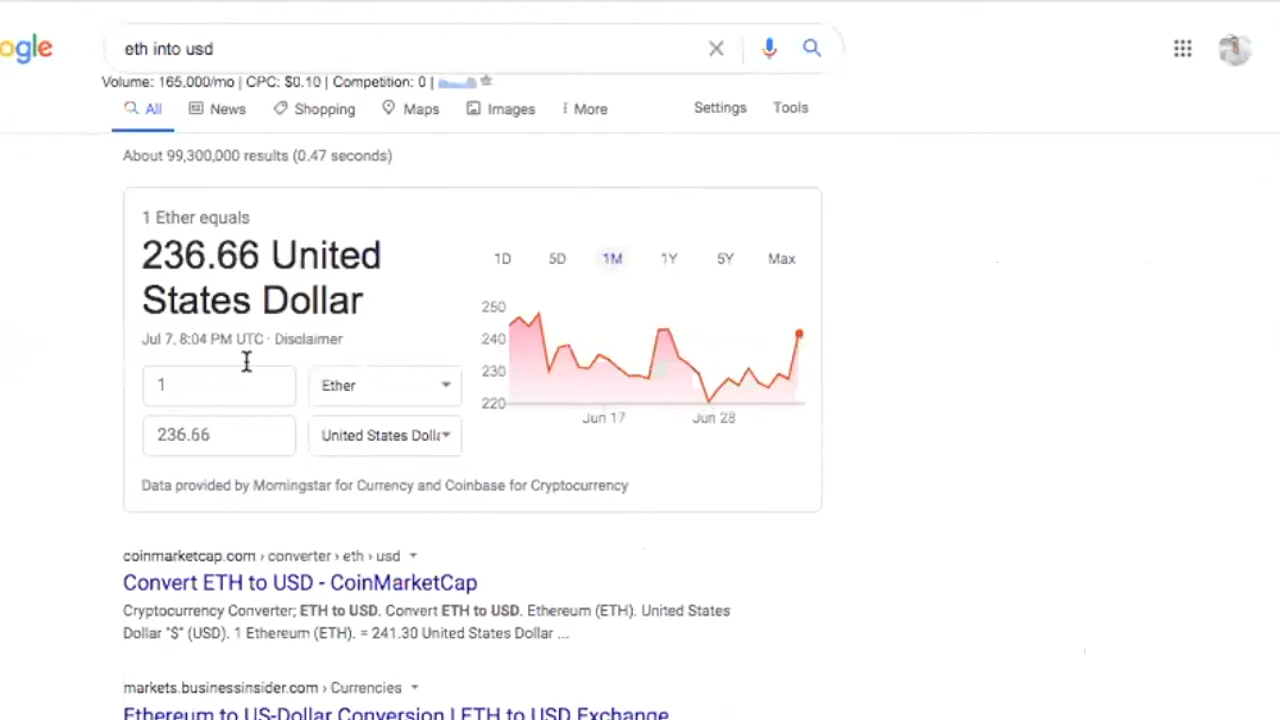 ogle
eth into usd
Volume: 165,000/mo | CPC: $0.10 | Competition: 0 |
All News Shopping Maps Images More Settings Tools
About 99,300,000 results (0.47 seconds)
1 Ether equals
236.66 United
States Dollar
Jul 7, 8:04 PM UTC · Disclaimer
1 Ether
236.66 United States Dolla
1D 5D 1M 1Y 5Y Max
250
240
230
220
Jun 17 Jun 28
Data provided by Morningstar for Currency and Coinbase for Cryptocurrency
coinmarketcap.com › converter › eth › usd
Convert ETH to USD - CoinMarketCap
Cryptocurrency Converter; ETH to USD. Convert ETH to USD. Ethereum (ETH). United States
Dollar "$" (USD). 1 Ethereum (ETH). = 241.30 United States Dollar ...
markets.businessinsider.com › Currencies
Ethereum to US-Dollar Conversion | ETH to USD Exchange